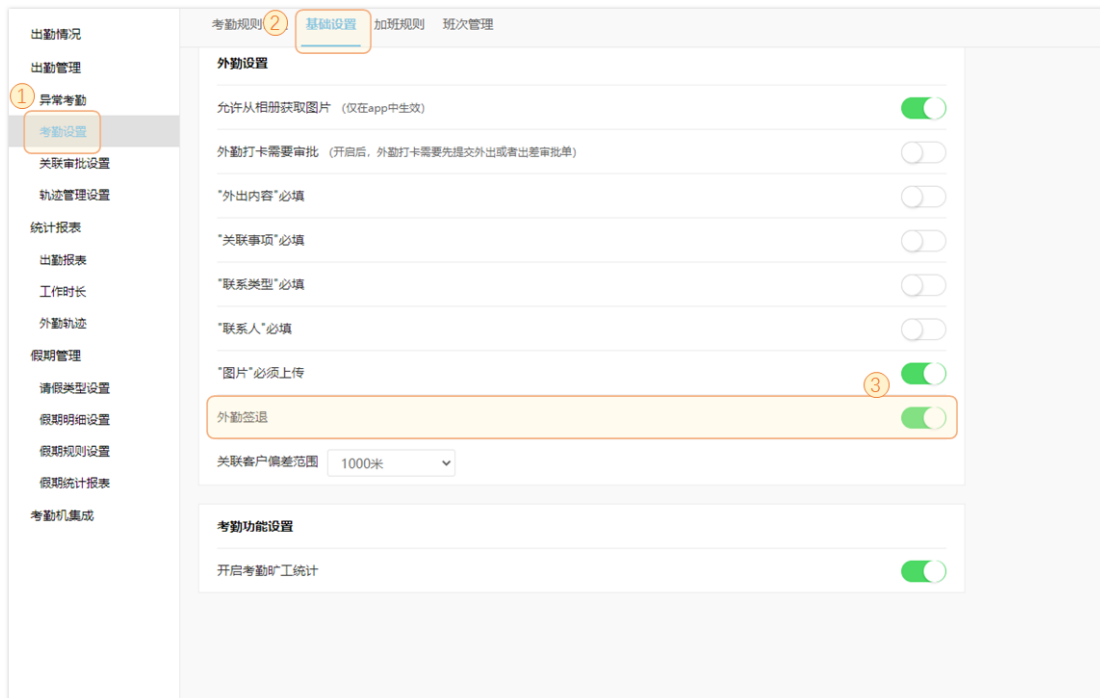 出勤情况
出勤管理
① 异常考勤
考勤设置
关联审批设置
轨迹管理设置
统计报表
出勤报表
工作时长
外勤轨迹
假期管理
请假类型设置
假期明细设置
假期规则设置
假期统计报表
考勤机集成
考勤规则 ② 基础设置 加班规则 班次管理
外勤设置
允许从相册获取图片 (仅在app中生效)
外勤打卡需要审批 (开启后，外勤打卡需要先提交外出或者出差审批单)
"外出内容"必填
"关联事项"必填
"联系类型"必填
"联系人"必填
"图片"必须上传
③
外勤签退
关联客户偏差范围 1000米
考勤功能设置
开启考勤旷工统计